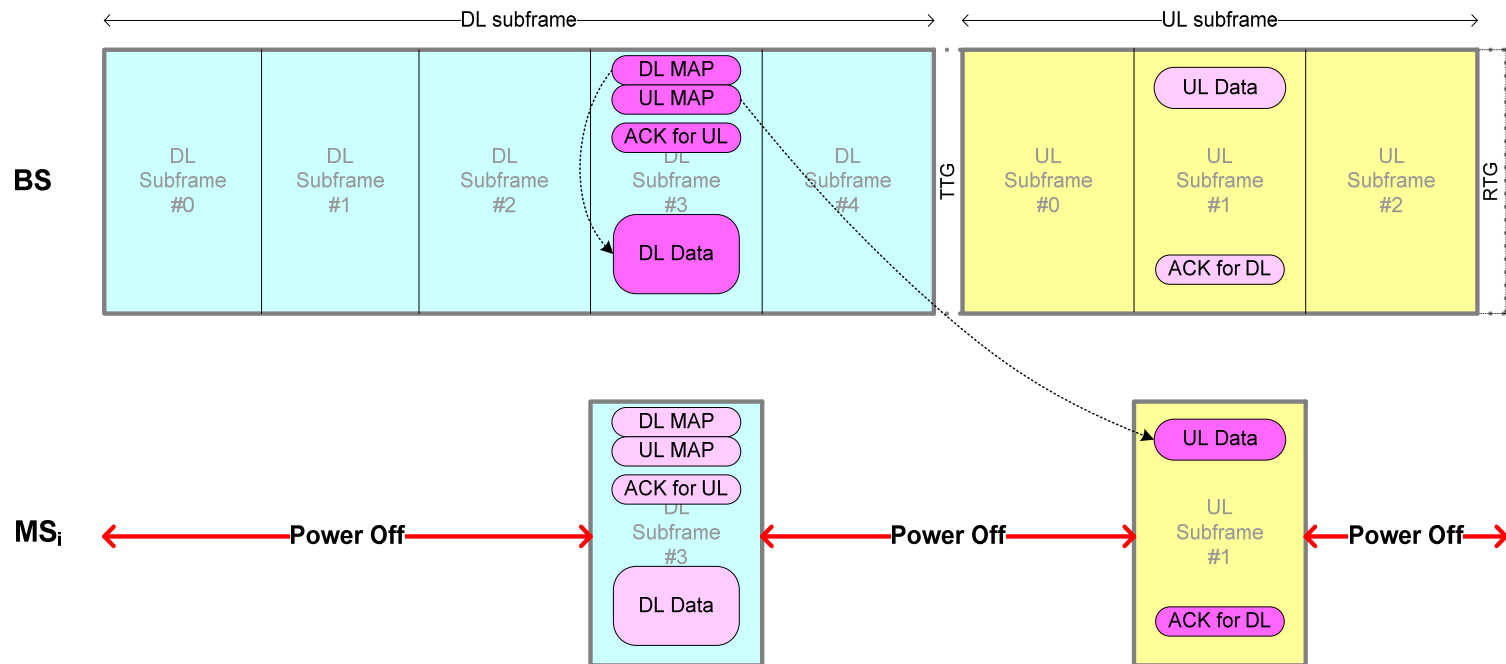 DL subframe
UL subframe
BS
DL
Subframe
#0
DL
Subframe
#1
DL
Subframe
#2
DL MAP
UL MAP
ACK for UL
DL
Subframe
#3
DL Data
DL
Subframe
#4
TTG
UL
Subframe
#0
UL Data
UL
Subframe
#1
ACK for DL
UL
Subframe
#2
RTG
MSi
Power Off
DL MAP
UL MAP
ACK for UL
DL
Subframe
#3
DL Data
Power Off
UL Data
UL
Subframe
#1
ACK for DL
Power Off